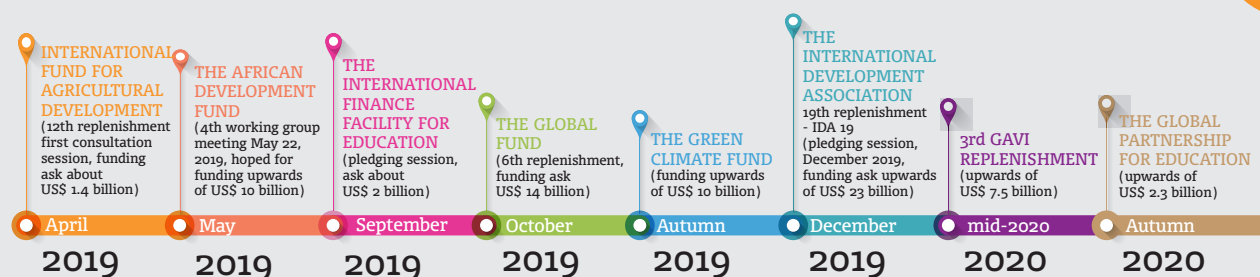 INTERNATIONAL
FUND FOR
AGRICULTURAL
DEVELOPMENT
(12th replenishment
first consultation
session, funding
ask about
US$ 1.4 billion)
April
2019
THE AFRICAN
DEVELOPMENT
FUND
(4th working group
meeting May 22,
2019, hoped for
funding upwards
of US$ 10 billion)
May
2019
THE
INTERNATIONAL
FINANCE
FACILITY FOR
EDUCATION
(pledging session,
ask about
US$ 2 billion)
September
2019
THE GLOBAL
FUND
(6th replenishment,
funding ask
US$ 14 billion)
October
2019
THE GREEN
CLIMATE FUND
(funding upwards
of US$ 10 billion)
Autumn
2019
THE
INTERNATIONAL
DEVELOPMENT
ASSOCIATION
19th replenishment
- IDA 19
(pledging session,
December 2019,
funding ask upwards
of US$ 23 billion)
December
2019
3rd GAVI
REPLENISHMENT
(upwards of
US$ 7.5 billion)
mid-2020
2020
THE GLOBAL
PARTNERSHIP
FOR EDUCATION
(upwards of
US$ 2.3 billion)
Autumn
2020